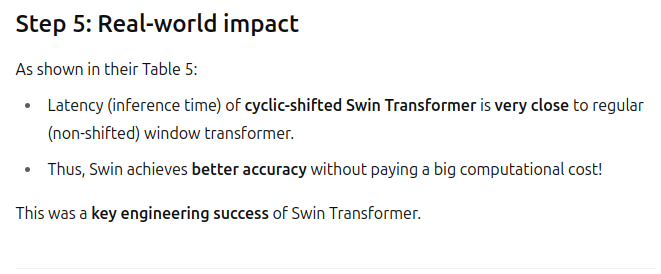 Step 5: Real-world impact
As shown in their Table 5:
• Latency (inference time) of cyclic-shifted Swin Transformer is very close to regular
(non-shifted) window transformer.
• Thus, Swin achieves better accuracy without paying a big computational cost!
This was a key engineering success of Swin Transformer.